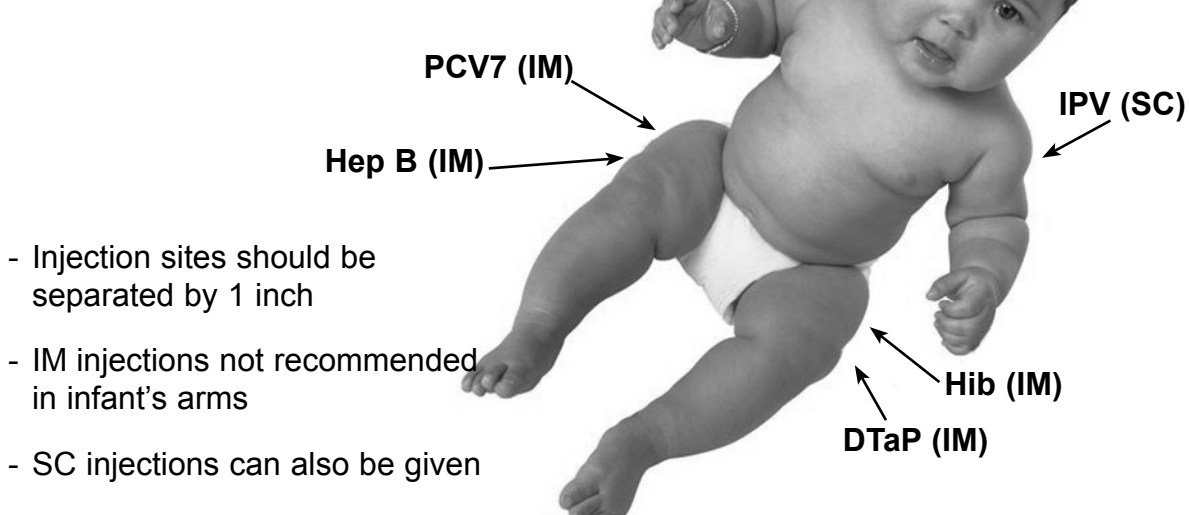 PCV7 (IM)
IPV (SC)
Hep B (IM)
- Injection sites should be
separated by 1 inch
- IM injections not recommended
in infant's arms
- SC injections can also be given
Hib (IM)
DTaP (IM)